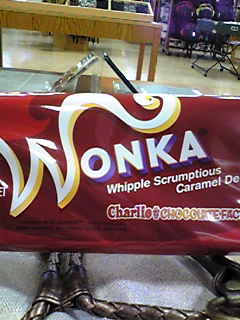 WONKA
Whipple Scrumptious
Caramel De
Charlie
CHOCOLATE FAC